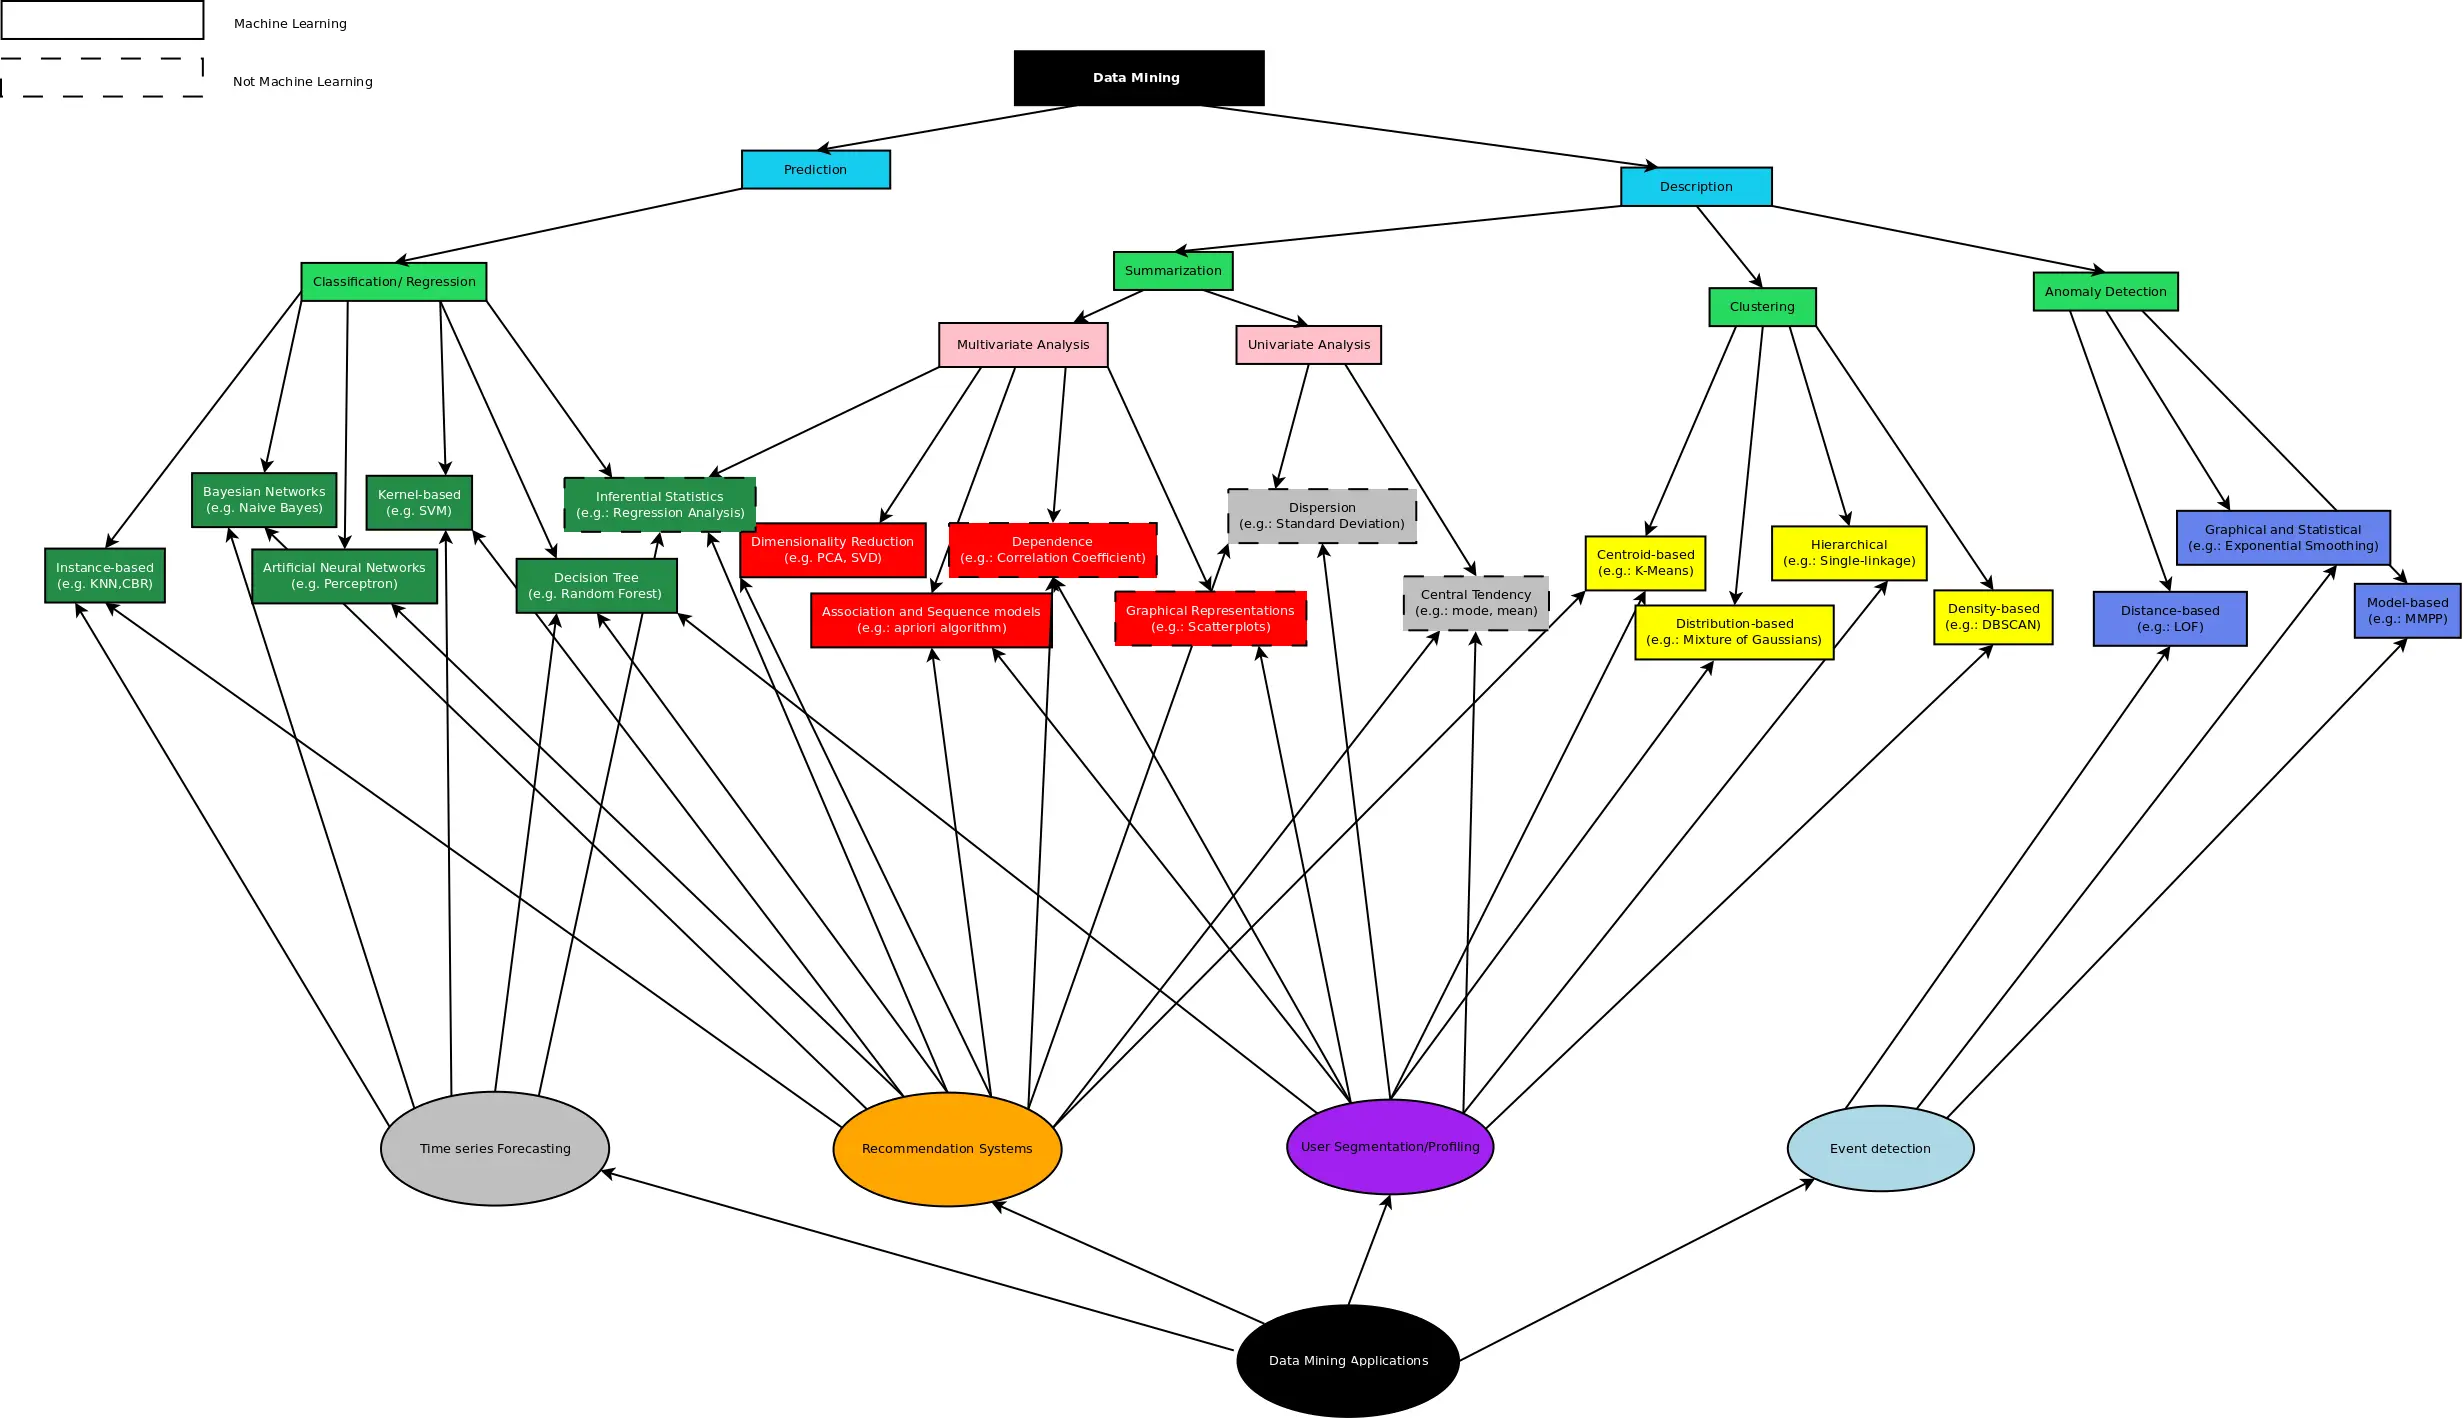 Machine Learning
Not Machine Learning
Data Mining
Prediction
Description
Classification/ Regression
Summarization
Clustering
Anomaly Detection
Multivariate Analysis
Univariate Analysis
Bayesian Networks
(e.g. Naive Bayes)
Kernel-based
(e.g. SVM)
Inferential Statistics
(e.g.: Regression Analysis)
Dispersion
(e.g.: Standard Deviation)
Graphical and Statistical
(e.g.: Exponential Smoothing)
Instance-based
(e.g. KNN,CBR)
Artificial Neural Networks
(e.g. Perceptron)
Decision Tree
(e.g. Random Forest)
Dimensionality Reduction
(e.g. PCA, SVD)
Dependence
(e.g.: Correlation Coefficient)
Centroid-based
(e.g.: K-Means)
Hierarchical
(e.g.: Single-linkage)
Association and Sequence models
(e.g.: apriori algorithm)
Graphical Representations
(e.g.: Scatterplots)
Central Tendency
(e.g.: mode, mean)
Distribution-based
(e.g.: Mixture of Gaussians)
Density-based
(e.g.: DBSCAN)
Distance-based
(e.g.: LOF)
Model-based
(e.g.: MMPP)
Time series Forecasting
Recommendation Systems
User Segmentation/Profiling
Event detection
Data Mining Applications